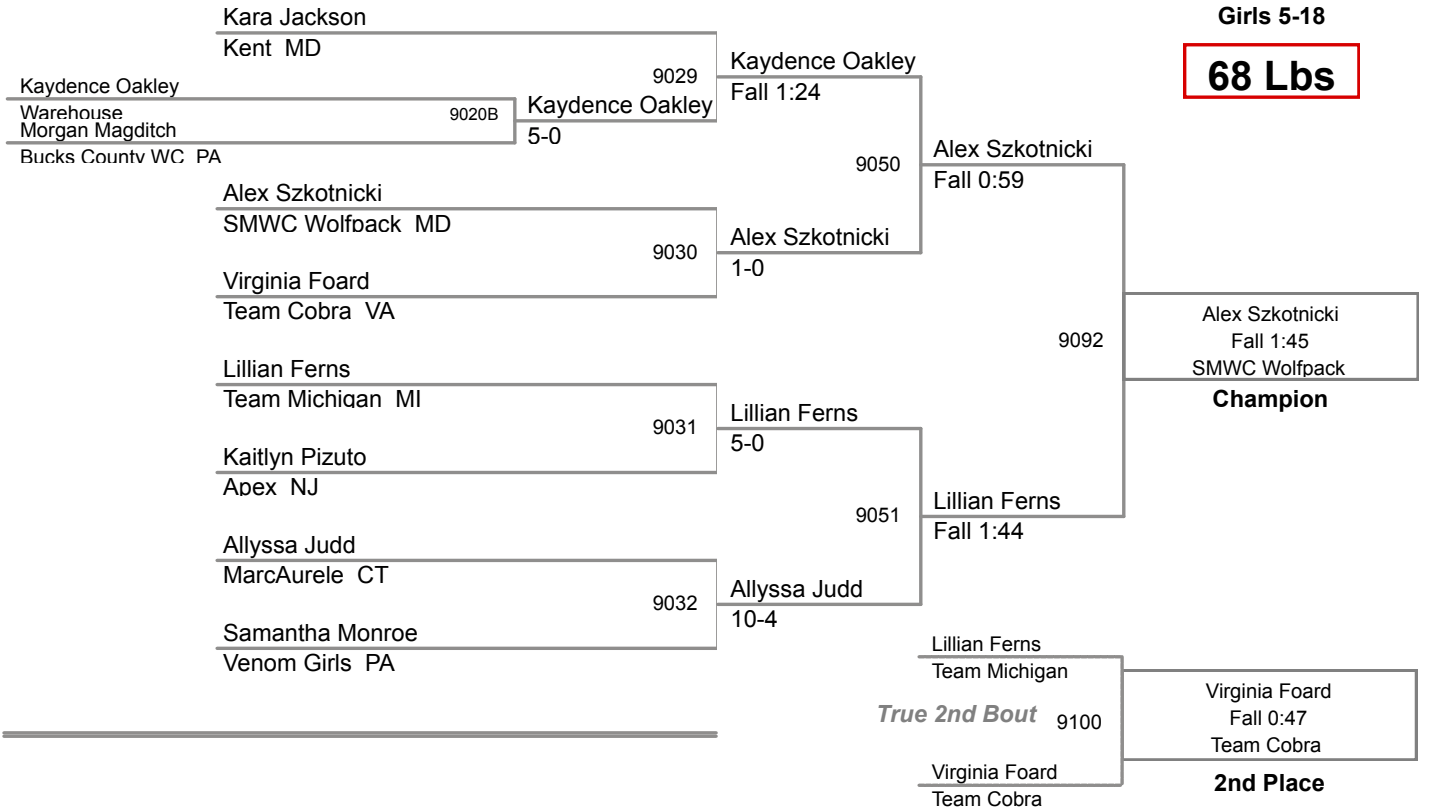 Girls 5-18
68 Lbs
Kara Jackson
Kent MD
9029
Kaydence Oakley
Fall 1:24
Kaydence Oakley
Warehouse
9020B
Kaydence Oakley
5-0
Morgan Magditch
Bucks County WC PA
9050
Alex Szkotnicki
Fall 0:59
Alex Szkotnicki
SMWC Wolfpack MD
9030
Alex Szkotnicki
1-0
Virginia Foard
Team Cobra VA
9092
Alex Szkotnicki
Fall 1:45
SMWC Wolfpack
Champion
Lillian Ferns
Team Michigan MI
9031
Lillian Ferns
5-0
Kaitlyn Pizuto
Apex NJ
9051
Lillian Ferns
Fall 1:44
Allyssa Judd
MarcAurele CT
9032
Allyssa Judd
10-4
Samantha Monroe
Venom Girls PA
Lillian Ferns
Team Michigan
True 2nd Bout
9100
Virginia Foard
Fall 0:47
Team Cobra
2nd Place
Virginia Foard
Team Cobra